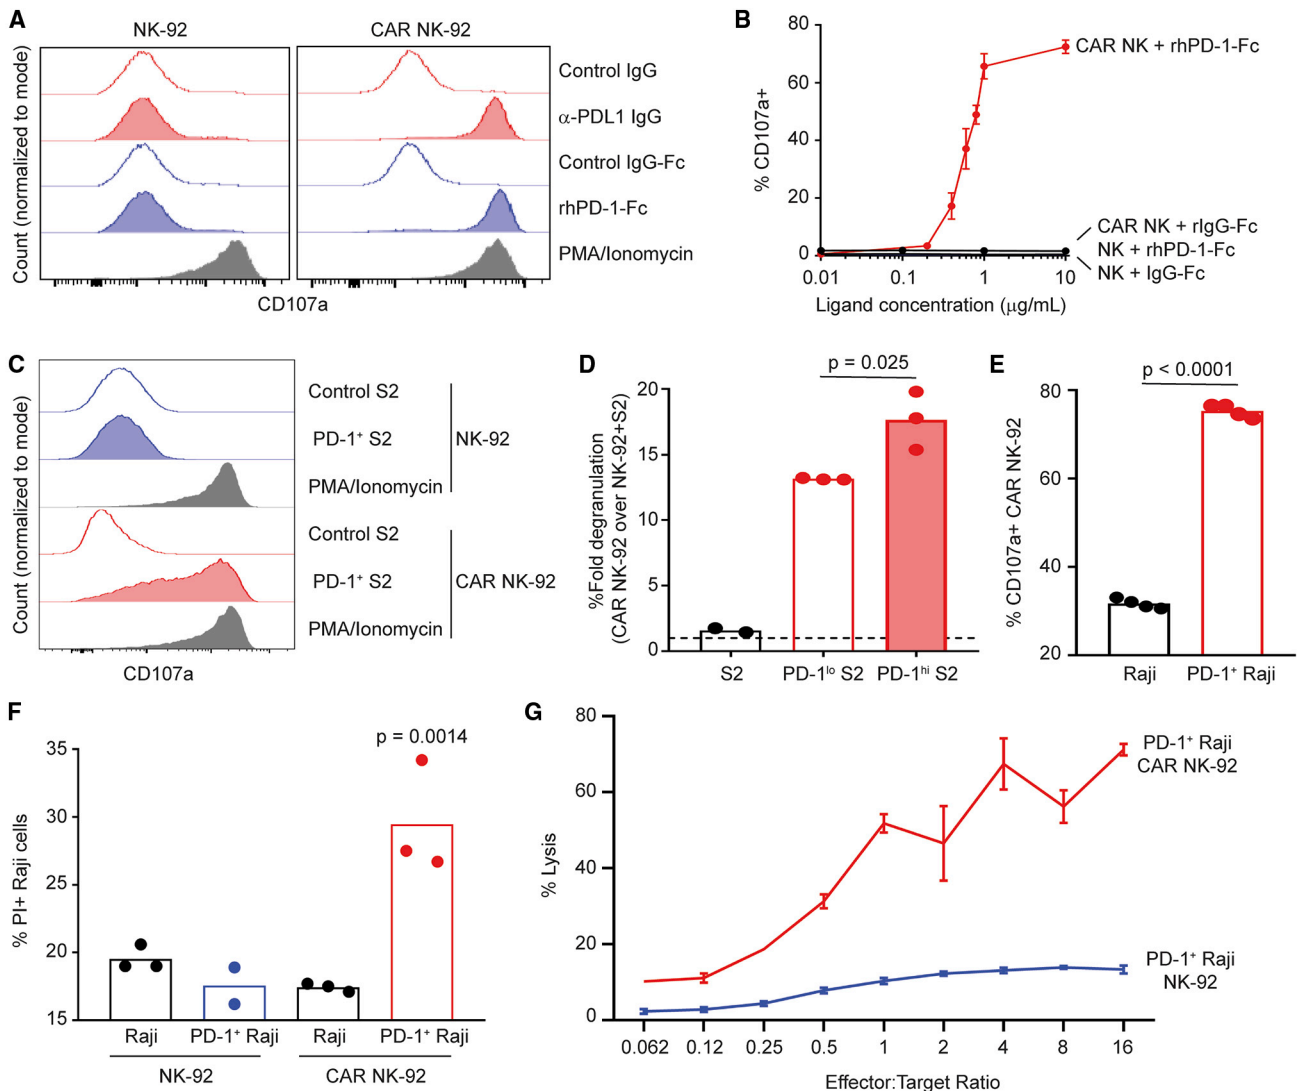 A
NK-92
CAR NK-92
Count (normalized to mode)
Control IgG
α-PDL1 IgG
Control IgG-Fc
rhPD-1-Fc
PMA/Ionomycin
CD107a
B
% CD107a+
80
60
40
20
0
0.01
0.1
1
10
Ligand concentration (μg/mL)
CAR NK + rhPD-1-Fc
CAR NK + rIgG-Fc
NK + rhPD-1-Fc
NK + IgG-Fc
C
Count (normalized to mode)
Control S2
PD-1⁺ S2
PMA/Ionomycin
NK-92
Control S2
PD-1⁺ S2
PMA/Ionomycin
CAR NK-92
CD107a
D
%Fold degranulation
(CAR NK-92 over NK-92+S2)
p = 0.025
20
15
10
5
0
S2
PD-1ˡᵒ S2
PD-1ʰⁱ S2
E
% CD107a+ CAR NK-92
p < 0.0001
80
60
40
20
Raji
PD-1⁺ Raji
F
% PI+ Raji cells
p = 0.0014
35
30
25
20
15
Raji
PD-1⁺ Raji
Raji
PD-1⁺ Raji
NK-92
CAR NK-92
G
% Lysis
80
60
40
20
0
0.062
0.12
0.25
0.5
1
2
4
8
16
Effector:Target Ratio
PD-1⁺ Raji
CAR NK-92
PD-1⁺ Raji
NK-92